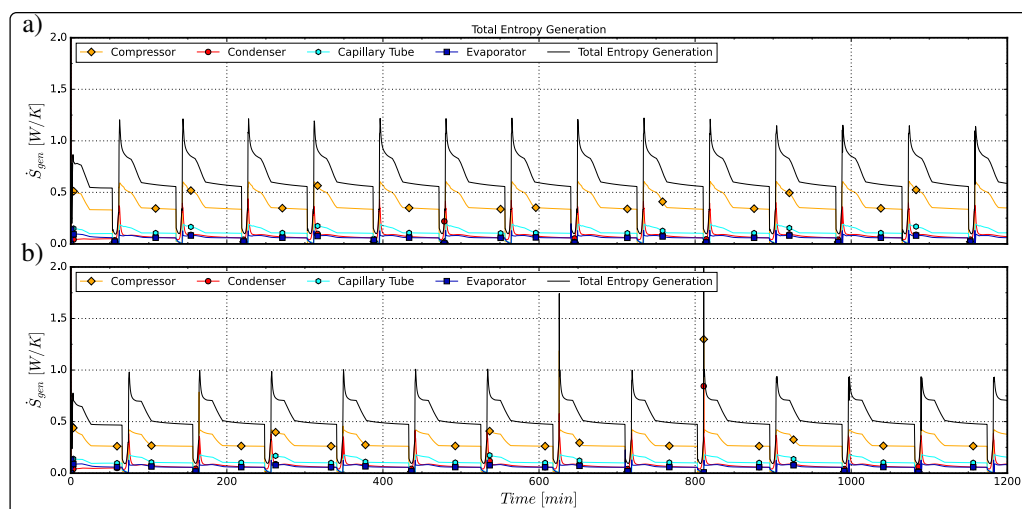 a)
Total Entropy Generation
Compressor Condenser Capillary Tube Evaporator Total Entropy Generation
2.0
1.5
1.0
0.5
0.0
Ṡgen [W/K]
b)
Compressor Condenser Capillary Tube Evaporator Total Entropy Generation
2.0
1.5
1.0
0.5
0.0
Ṡgen [W/K]
0 200 400 600 800 1000 1200
Time [min]